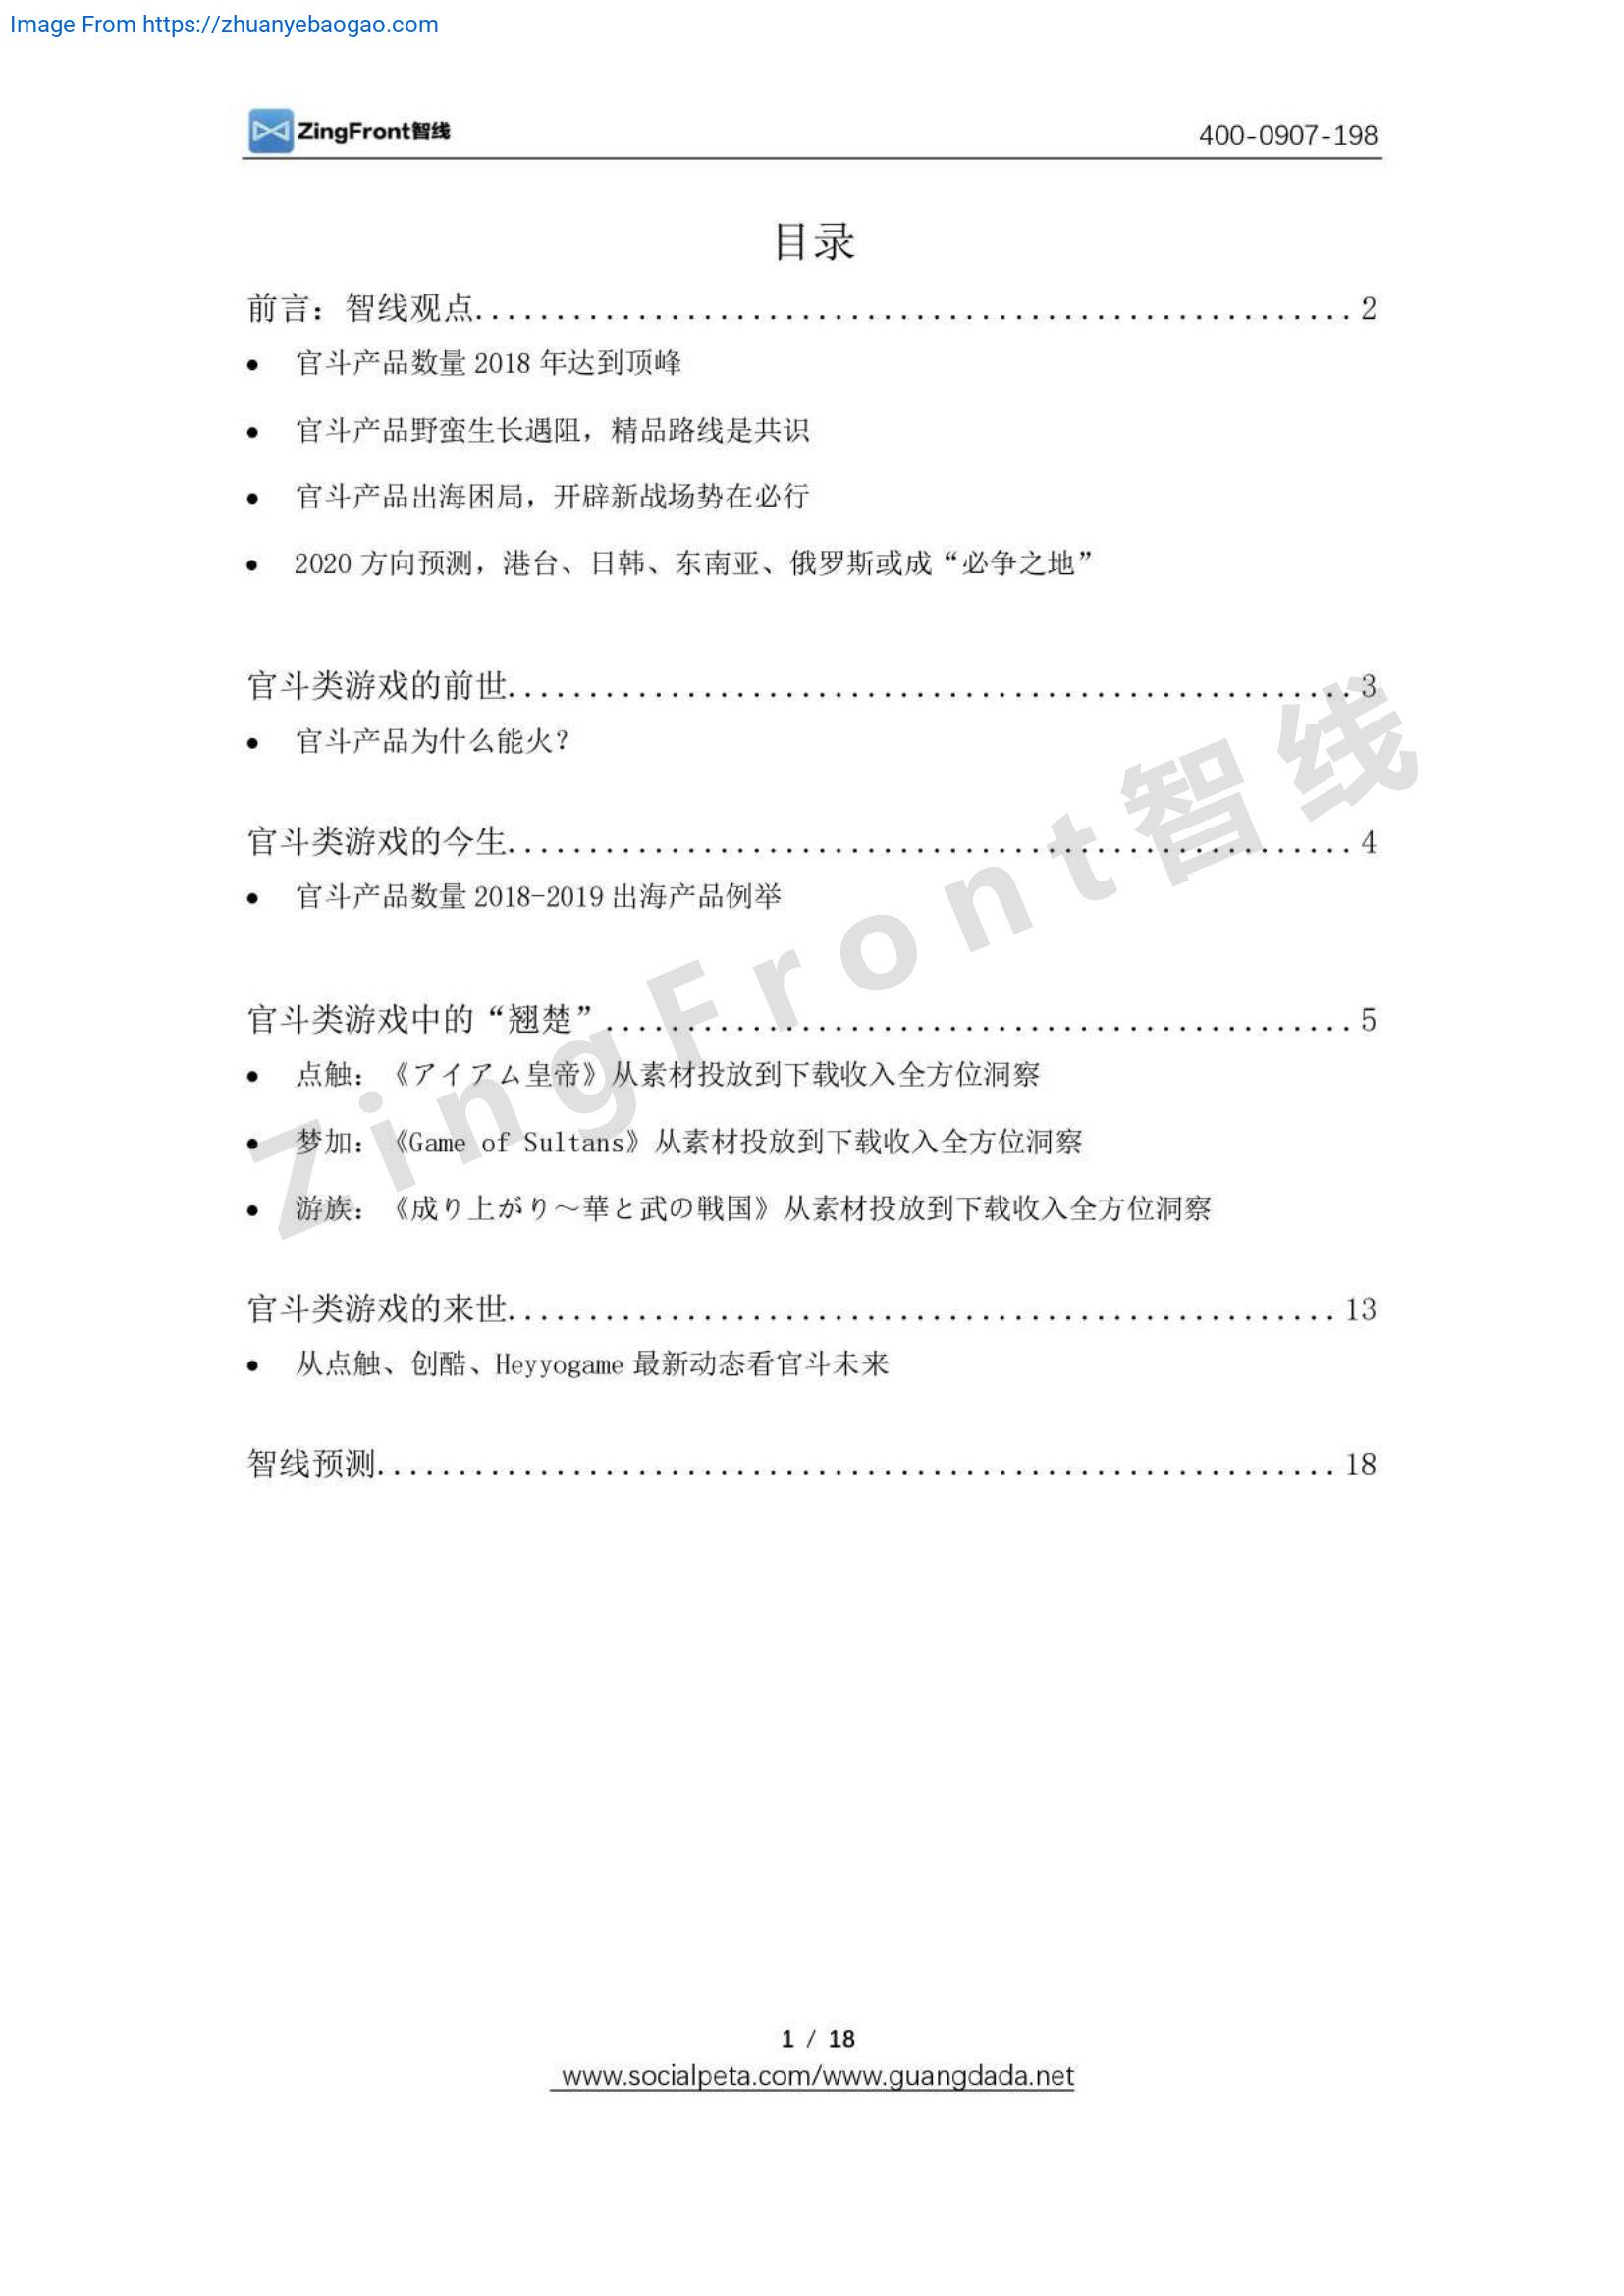 Image From https://zhuanyebaogao.com
ZingFront智线
400-0907-198
目录
前言：智线观点......................................................2
● 官斗产品数量 2018 年达到顶峰
● 官斗产品野蛮生长遇阻，精品路线是共识
● 官斗产品出海困局，开辟新战场势在必行
● 2020 方向预测，港台、日韩、东南亚、俄罗斯或成“必争之地”
官斗类游戏的前世....................................................3
● 官斗产品为什么能火？
官斗类游戏的今生....................................................4
● 官斗产品数量 2018-2019 出海产品例举
官斗类游戏中的“翘楚”..............................................5
● 点触：《アイアム皇帝》从素材投放到下载收入全方位洞察
● 梦加：《Game of Sultans》从素材投放到下载收入全方位洞察
● 游族：《成り上がり～華と武の戦国》从素材投放到下载收入全方位洞察
官斗类游戏的来世...................................................13
● 从点触、创酷、Heyyogame 最新动态看官斗未来
智线预测...........................................................18
ZingFront智线
1 / 18
www.socialpeta.com/www.guangdada.net